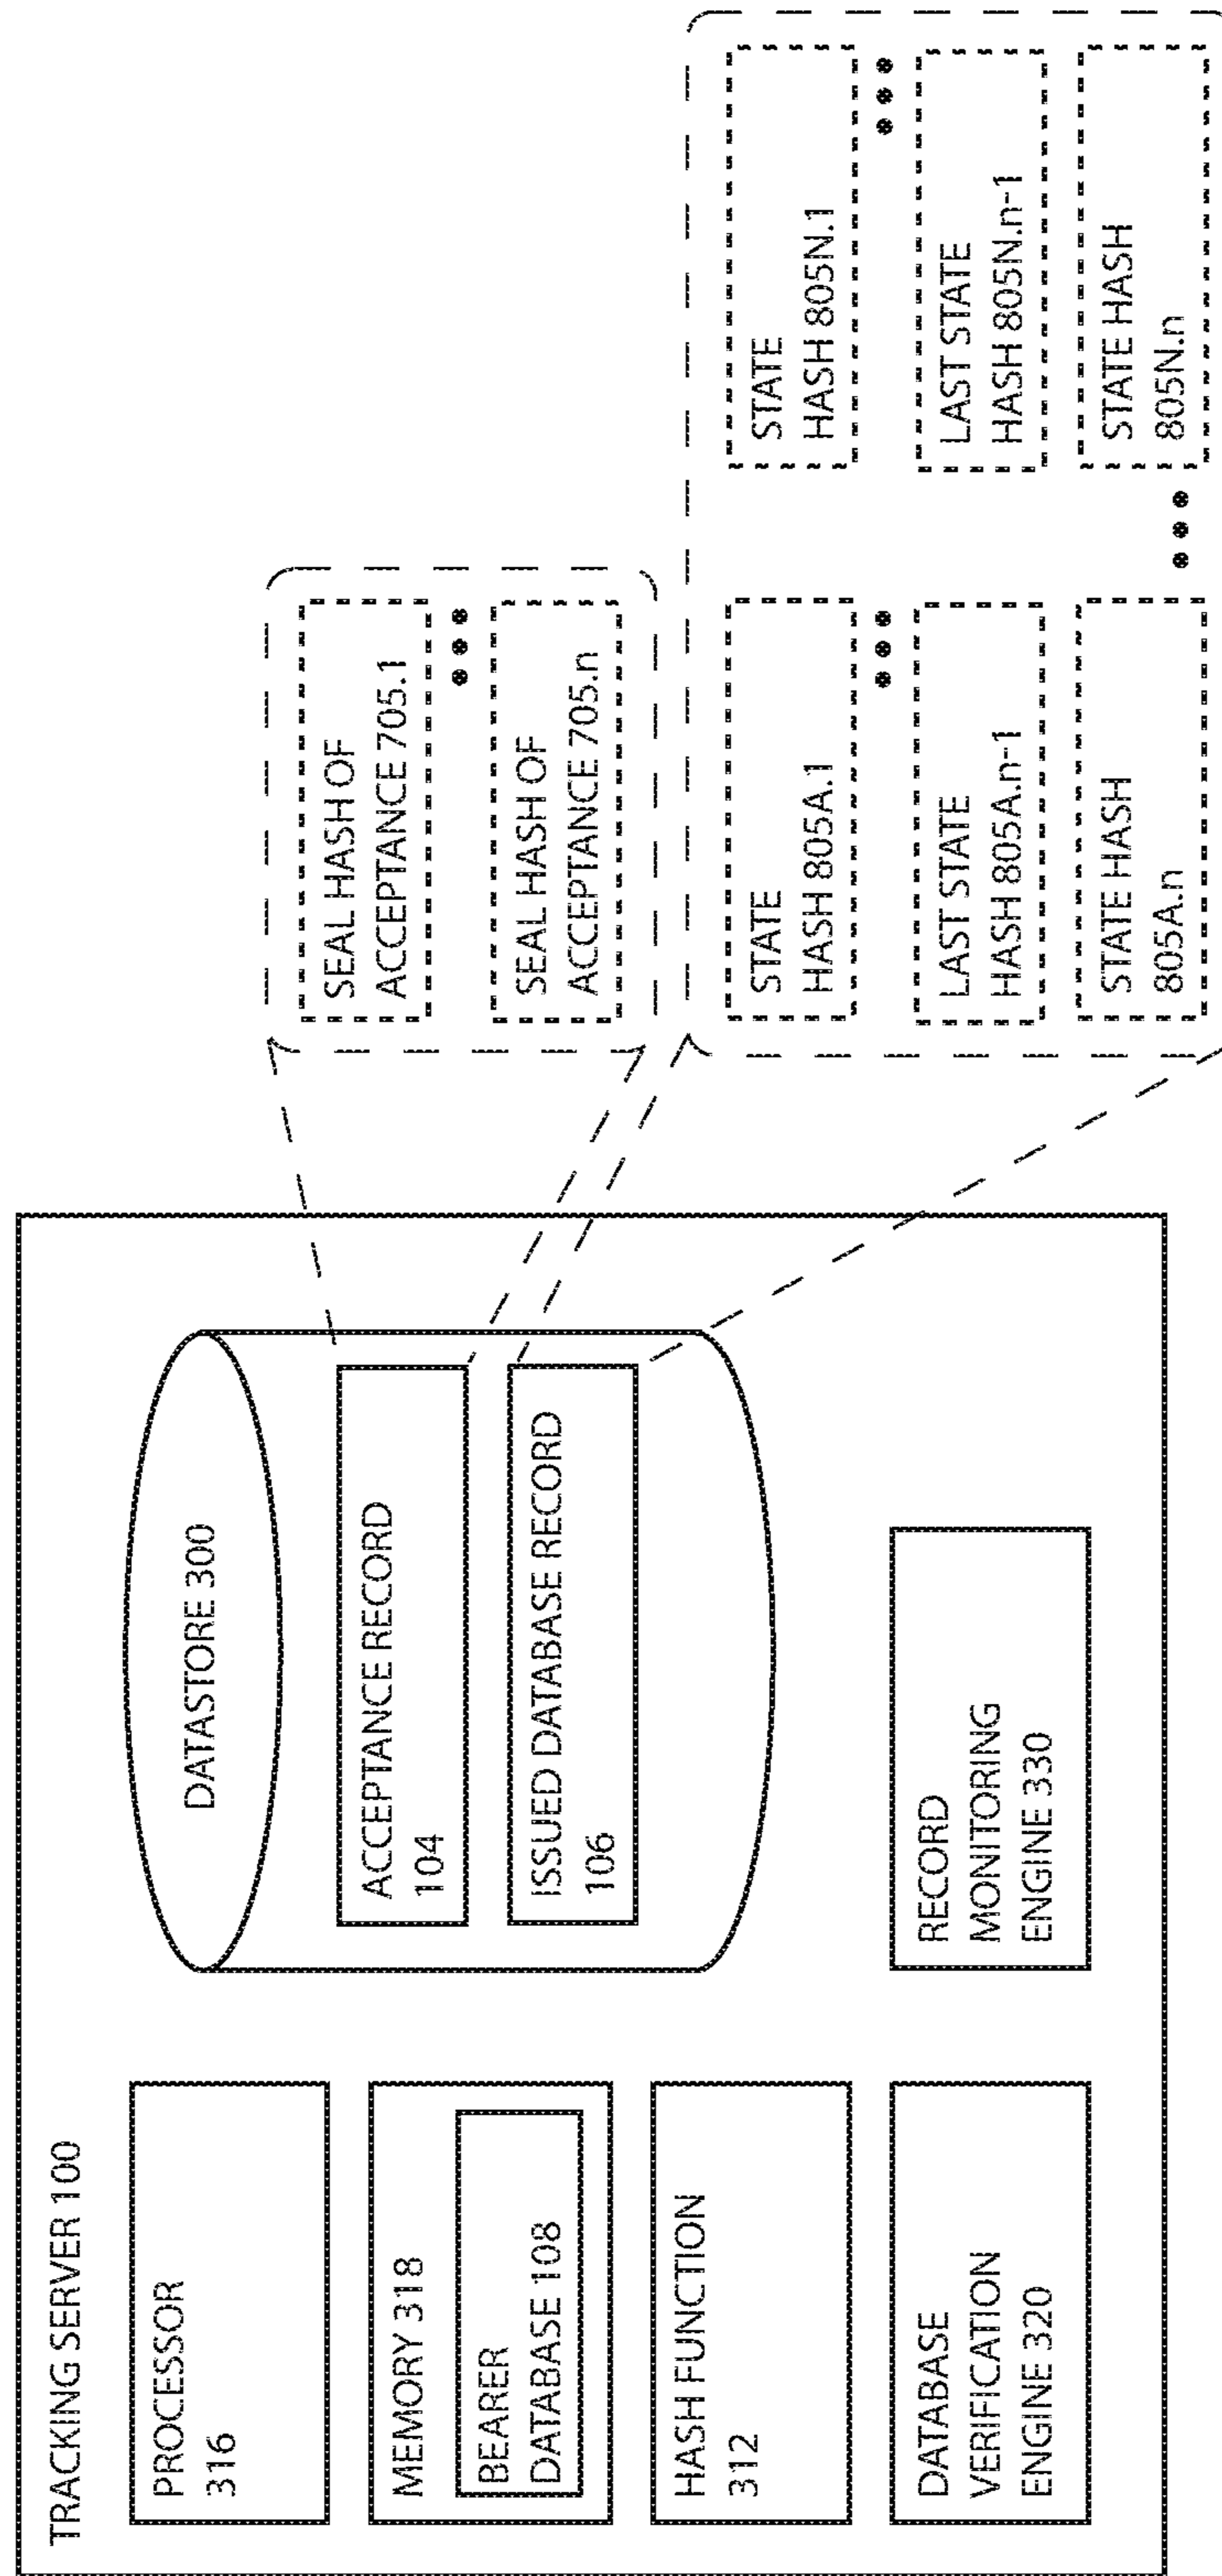 TRACKING SERVER 100
PROCESSOR
316
MEMORY 318
BEARER
DATABASE 108
HASH FUNCTION
312
DATABASE
VERIFICATION
ENGINE 320
DATASTORE 300
ACCEPTANCE RECORD
104
ISSUED DATABASE RECORD
106
RECORD
MONITORING
ENGINE 330
SEAL HASH OF
ACCEPTANCE 705.1
SEAL HASH OF
ACCEPTANCE 705.n
STATE
HASH 805A.1
LAST STATE
HASH 805A.n-1
STATE HASH
805A.n
STATE
HASH 805N.1
LAST STATE
HASH 805N.n-1
STATE HASH
805N.n